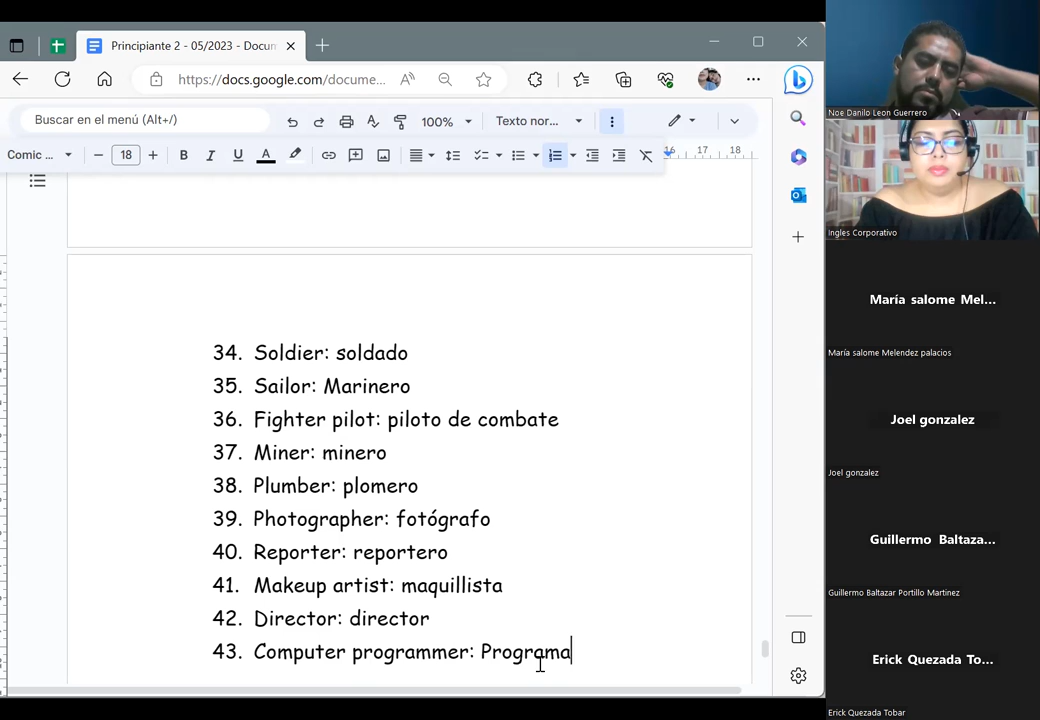 Principiante 2 - 05/2023 - Docum
https://docs.google.com/docume...
Buscar en el menú (Alt+/)
100%
Texto nor...
Comic ...
18
16 17 18
34. Soldier: soldado
35. Sailor: Marinero
36. Fighter pilot: piloto de combate
37. Miner: minero
38. Plumber: plomero
39. Photographer: fotógrafo
40. Reporter: reportero
41. Makeup artist: maquillista
42. Director: director
43. Computer programmer: Programa
Noe Danilo Leon Guerrero
Ingles Corporativo
María salome Mel...
María salome Melendez palacios
Joel gonzalez
Joel gonzalez
Guillermo Baltaza...
Guillermo Baltazar Portillo Martinez
Erick Quezada To...
Erick Quezada Tobar